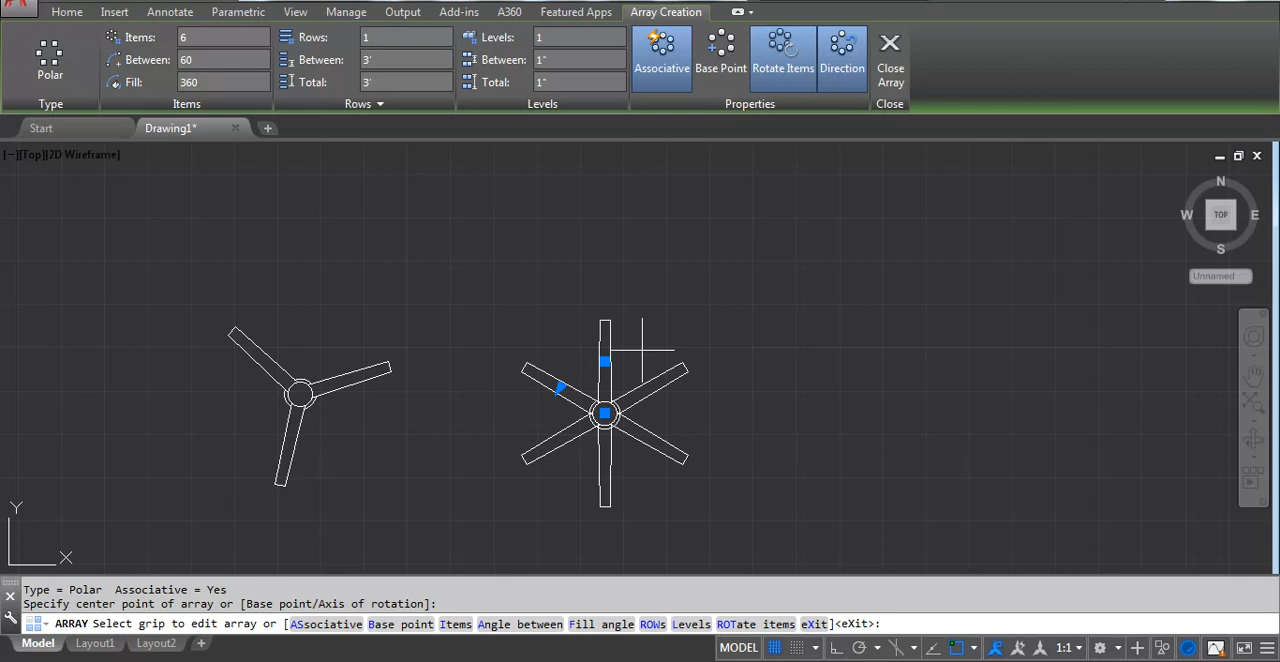 Home Insert Annotate Parametric View Manage Output Add-ins A360 Featured Apps Array Creation
Items: 6 Rows: 1 Levels: 1
Between: 60 Between: 3' Between: 1"
Fill: 360 Total: 3' Total: 1"
Polar Associative Base Point Rotate Items Direction Close Array
Type Items Rows Levels Properties Close
Start Drawing1*
[−][Top][2D Wireframe]
N
W TOP E
S
Unnamed
Y
X
Type = Polar Associative = Yes
Specify center point of array or [Base point/Axis of rotation]:
ARRAY Select grip to edit array or [ASsociative Base point Items Angle between Fill angle ROWs Levels ROTate items eXit]<eXit>:
Model Layout1 Layout2 + MODEL 1:1